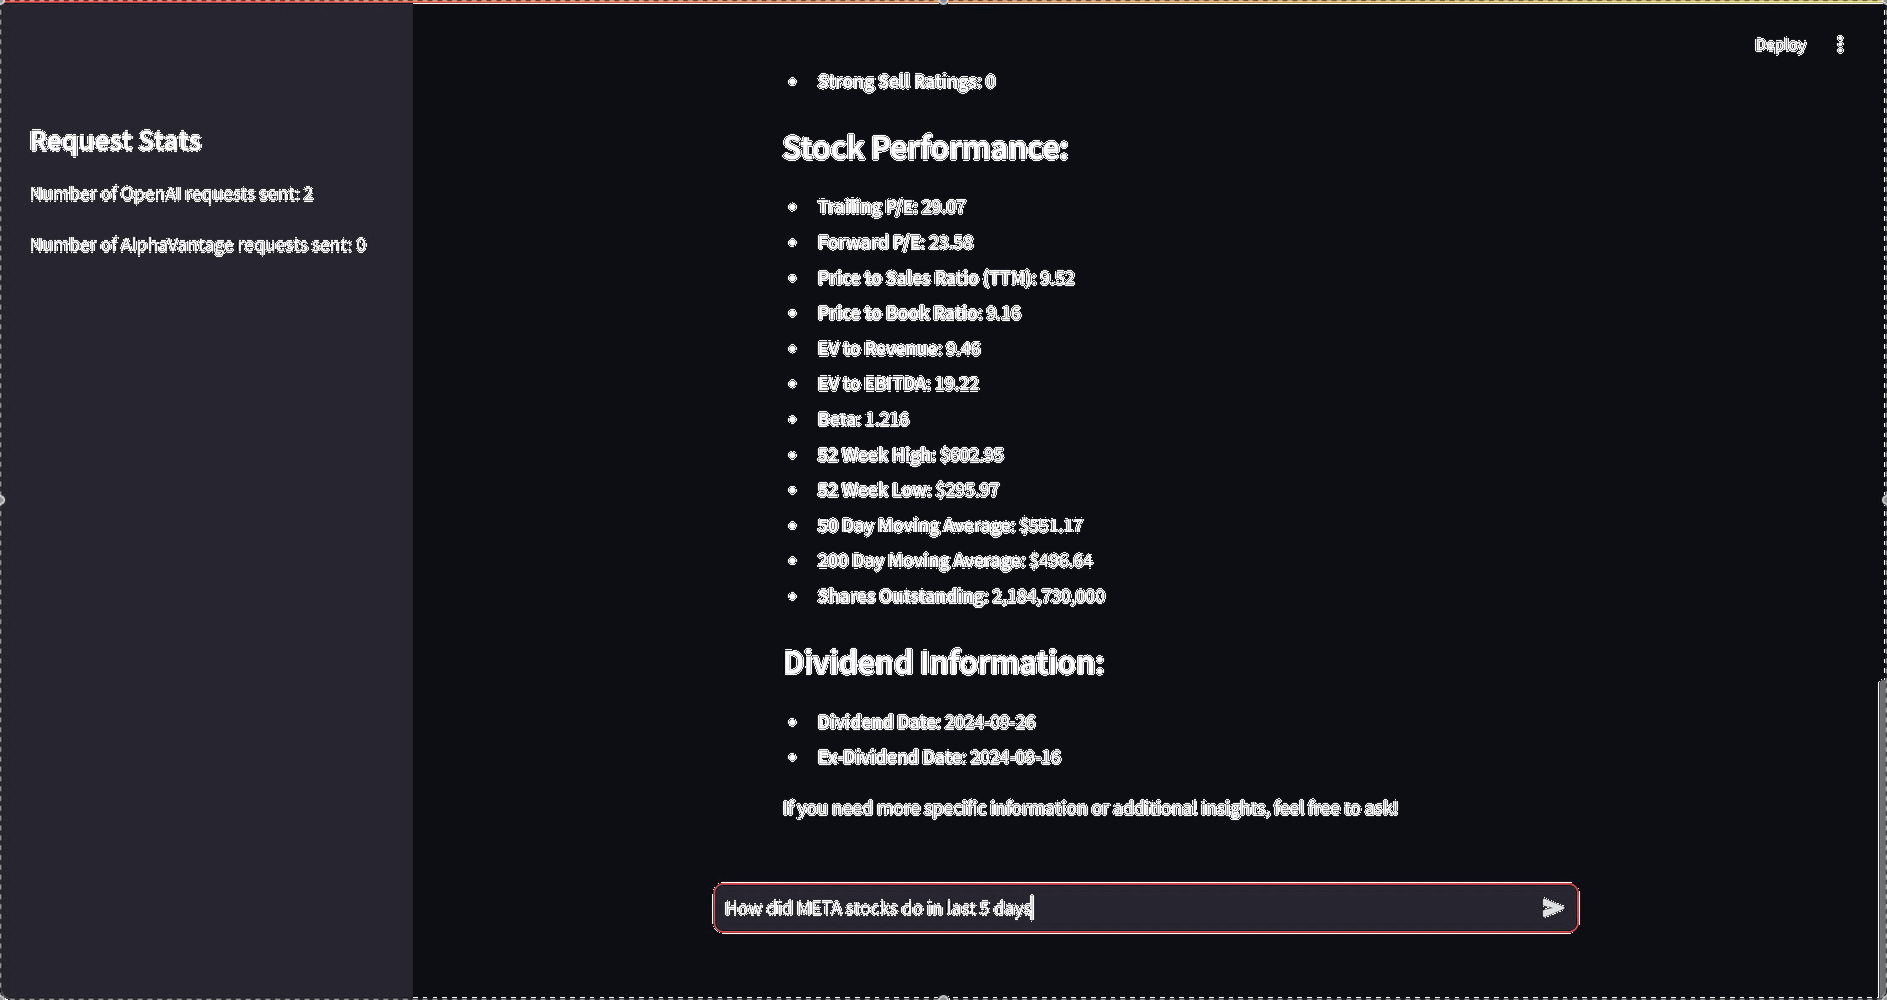 Deploy
Request Stats
Number of OpenAI requests sent: 2
Number of AlphaVantage requests sent: 0
Strong Sell Ratings: 0
Stock Performance:
Trailing P/E: 29.07
Forward P/E: 23.58
Price to Sales Ratio (TTM): 9.52
Price to Book Ratio: 9.16
EV to Revenue: 9.46
EV to EBITDA: 19.22
Beta: 1.216
52 Week High: $602.95
52 Week Low: $295.97
50 Day Moving Average: $551.17
200 Day Moving Average: $496.64
Shares Outstanding: 2,184,730,000
Dividend Information:
Dividend Date: 2024-09-26
Ex-Dividend Date: 2024-09-16
If you need more specific information or additional insights, feel free to ask!
How did META stocks do in last 5 days